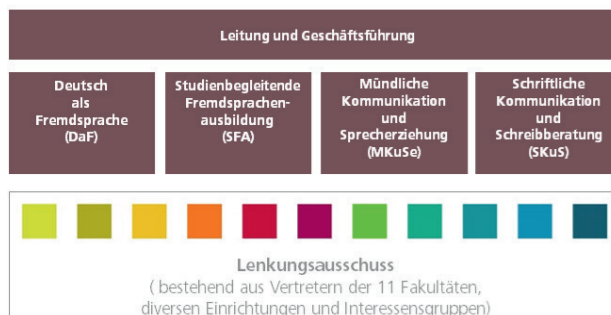 Leitung und Geschäftsführung
Deutsch
als
Fremdsprache
(DaF)
Studienbegleitende
Fremdsprachen-
ausbildung
(SFA)
Mündliche
Kommunikation
und
Sprecherziehung
(MKuSe)
Schriftliche
Kommunikation
und
Schreibberatung
(SKuS)
Lenkungsausschuss
( bestehend aus Vertretern der 11 Fakultäten,
diversen Einrichtungen und Interessensgruppen)